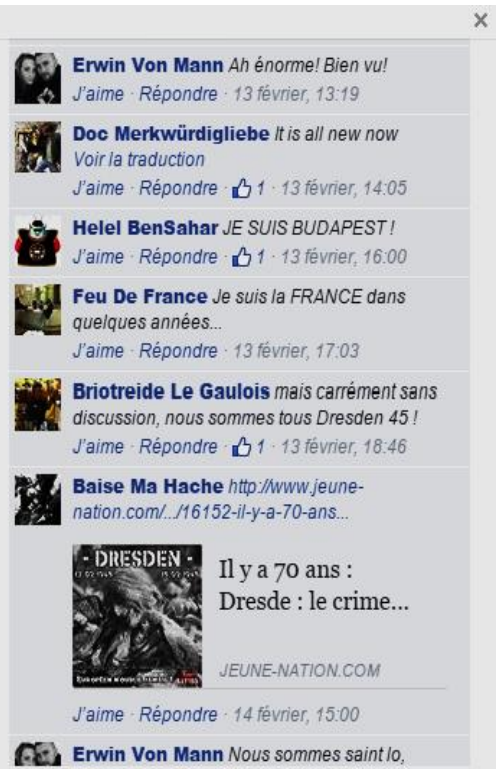 ×
Erwin Von Mann Ah énorme! Bien vu!
J'aime · Répondre · 13 février, 13:19
Doc Merkwürdigliebe It is all new now
Voir la traduction
J'aime · Répondre · 1 · 13 février, 14:05
Helel BenSahar JE SUIS BUDAPEST !
J'aime · Répondre · 1 · 13 février, 16:00
Feu De France Je suis la FRANCE dans
quelques années...
J'aime · Répondre · 13 février, 17:03
Briotreide Le Gaulois mais carrément sans
discussion, nous sommes tous Dresden 45 !
J'aime · Répondre · 1 · 13 février, 18:46
Baise Ma Hache http://www.jeune-
nation.com/.../16152-il-y-a-70-ans...
- DRESDEN -
Il y a 70 ans :
Dresde : le crime...
JEUNE-NATION.COM
J'aime · Répondre · 14 février, 15:00
Erwin Von Mann Nous sommes saint lo,